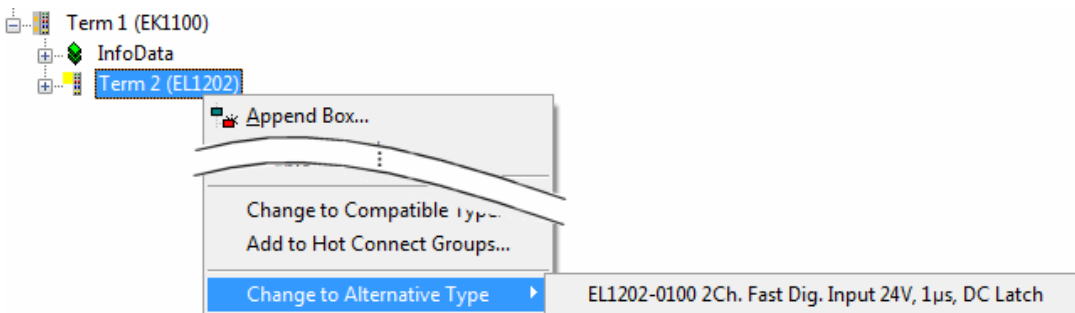 Term 1 (EK1100)
InfoData
Term 2 (EL1202)
Append Box...
Change to Compatible
Add to Hot Connect Groups...
Change to Alternative Type
EL1202-0100 2Ch. Fast Dig. Input 24V, 1µs, DC Latch